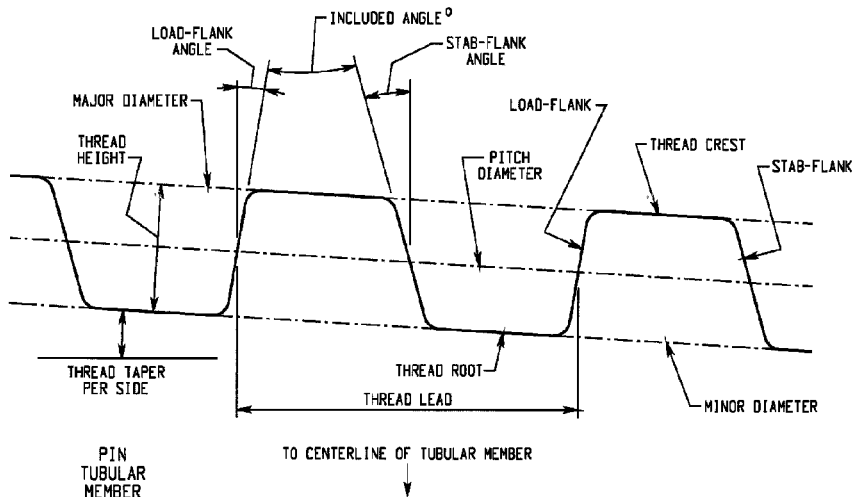 INCLUDED ANGLE°
LOAD-FLANK
ANGLE
STAB-FLANK
ANGLE
MAJOR DIAMETER
LOAD-FLANK
THREAD
HEIGHT
PITCH
DIAMETER
THREAD CREST
STAB-FLANK
THREAD TAPER
PER SIDE
THREAD ROOT
THREAD LEAD
MINOR DIAMETER
PIN
TUBULAR
MEMBER
TO CENTERLINE OF TUBULAR MEMBER